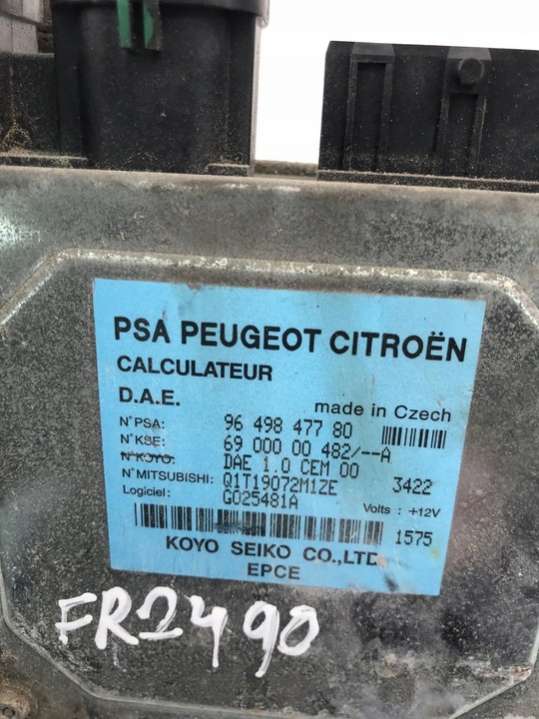 PSA PEUGEOT CITROËN
CALCULATEUR
D.A.E.
made in Czech
N°PSA: 96 498 477 80
N°KSE: 69 000 00 482/--A
N°KOYO: DAE 1.0 CEM 00
N°MITSUBISHI: Q1T19072M1ZE 3422
Logiciel: G025481A Volts : +12V
1575
KOYO SEIKO CO.,LTD
EPCE
FR2490